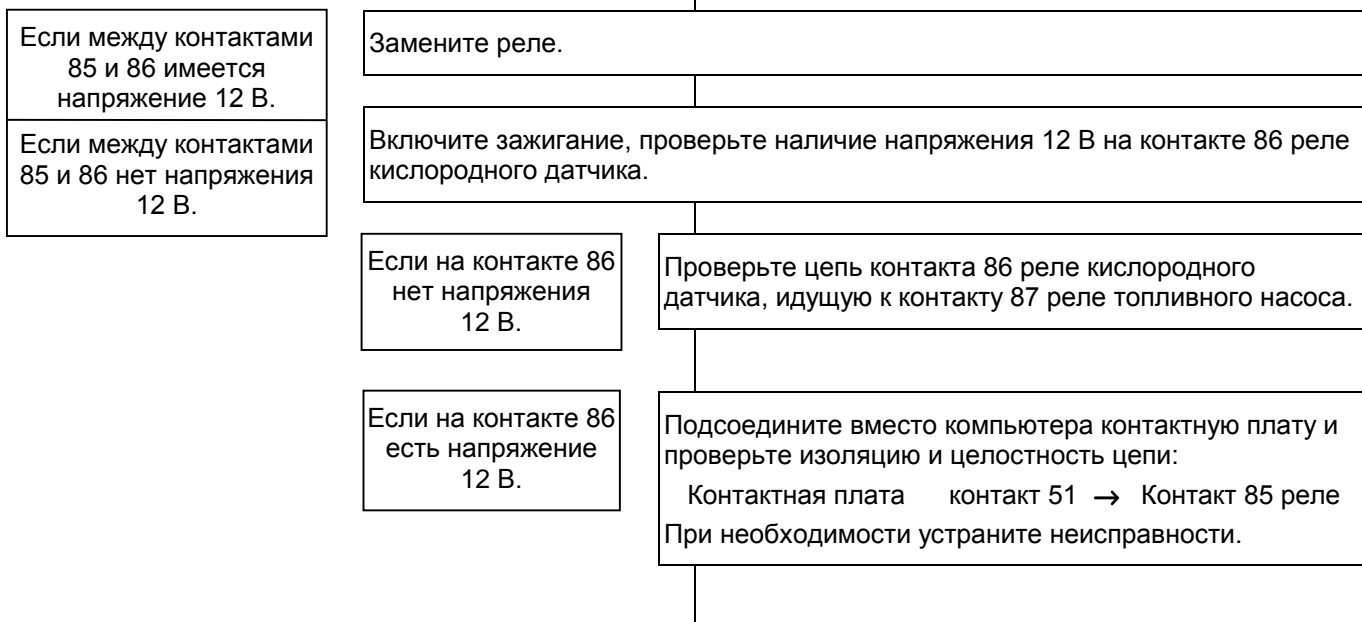 Если между контактами
85 и 86 имеется
напряжение 12 В.
Замените реле.
Если между контактами
85 и 86 нет напряжения
12 В.
Включите зажигание, проверьте наличие напряжения 12 В на контакте 86 реле
кислородного датчика.
Если на контакте 86
нет напряжения
12 В.
Проверьте цепь контакта 86 реле кислородного
датчика, идущую к контакту 87 реле топливного насоса.
Если на контакте 86
есть напряжение
12 В.
Подсоедините вместо компьютера контактную плату и
проверьте изоляцию и целостность цепи:
Контактная плата контакт 51 → Контакт 85 реле
При необходимости устраните неисправности.